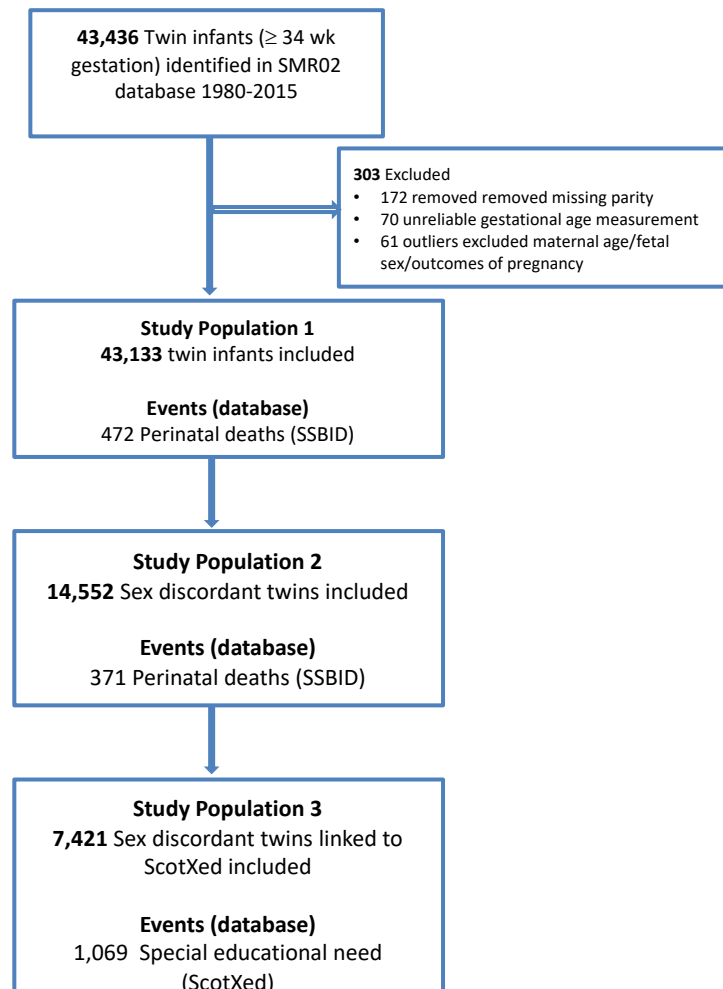 43,436 Twin infants (≥ 34 wk
gestation) identified in SMR02
database 1980-2015
303 Excluded
• 172 removed removed missing parity
• 70 unreliable gestational age measurement
• 61 outliers excluded maternal age/fetal
sex/outcomes of pregnancy
Study Population 1
43,133 twin infants included
Events (database)
472 Perinatal deaths (SSBID)
Study Population 2
14,552 Sex discordant twins included
Events (database)
371 Perinatal deaths (SSBID)
Study Population 3
7,421 Sex discordant twins linked to
ScotXed included
Events (database)
1,069 Special educational need
(ScotXed)